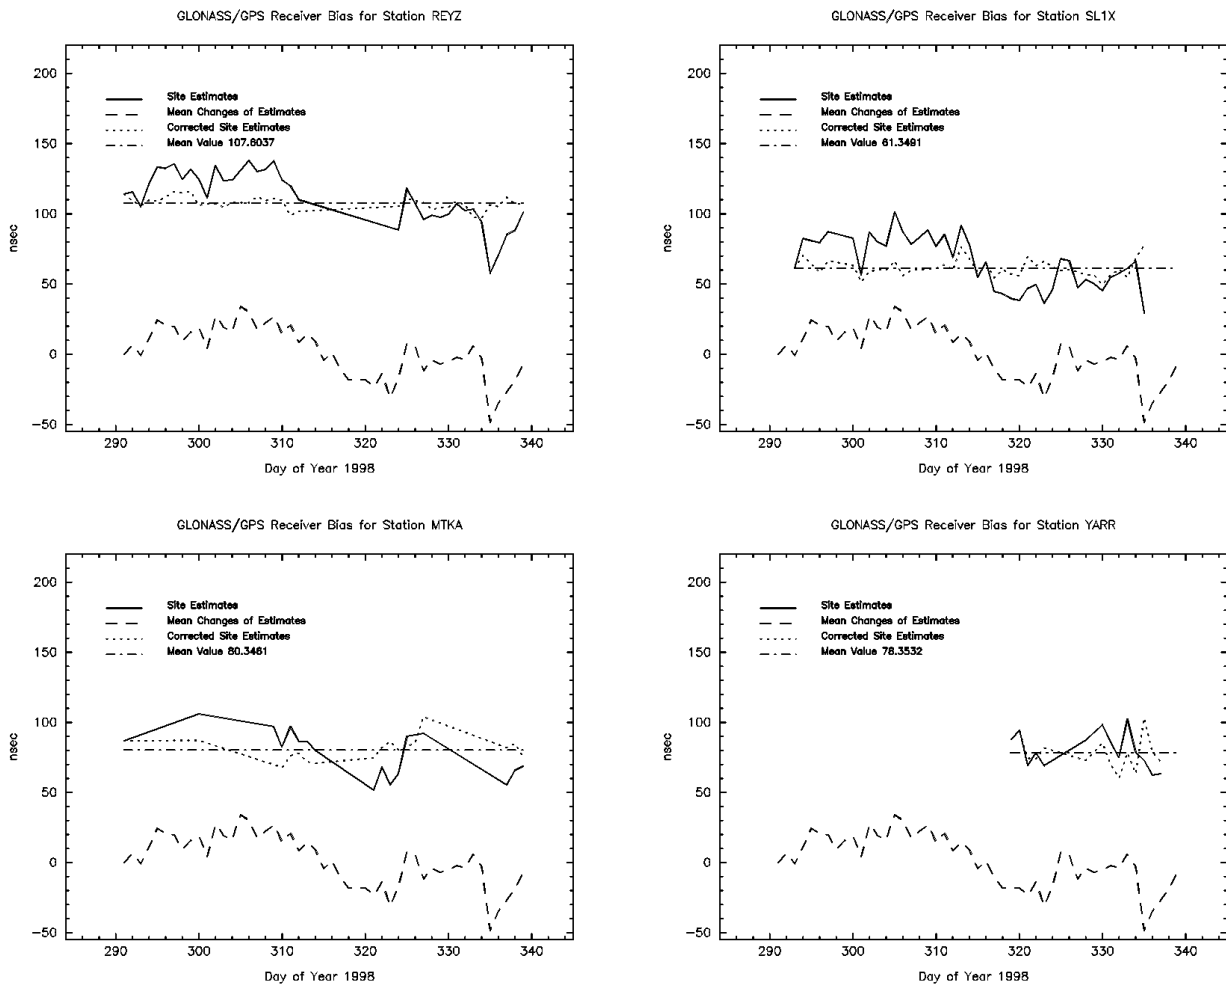 GLONASS/GPS Receiver Bias for Station REYZ
200
150
100
50
0
−50
nsec
Site Estimates
Mean Changes of Estimates
Corrected Site Estimates
Mean Value 107.6037
290 300 310 320 330 340
Day of Year 1998
GLONASS/GPS Receiver Bias for Station SL1X
200
150
100
50
0
−50
nsec
Site Estimates
Mean Changes of Estimates
Corrected Site Estimates
Mean Value 61.3491
290 300 310 320 330 340
Day of Year 1998
GLONASS/GPS Receiver Bias for Station MTKA
200
150
100
50
0
−50
nsec
Site Estimates
Mean Changes of Estimates
Corrected Site Estimates
Mean Value 80.3461
290 300 310 320 330 340
Day of Year 1998
GLONASS/GPS Receiver Bias for Station YARR
200
150
100
50
0
−50
nsec
Site Estimates
Mean Changes of Estimates
Corrected Site Estimates
Mean Value 78.3532
290 300 310 320 330 340
Day of Year 1998